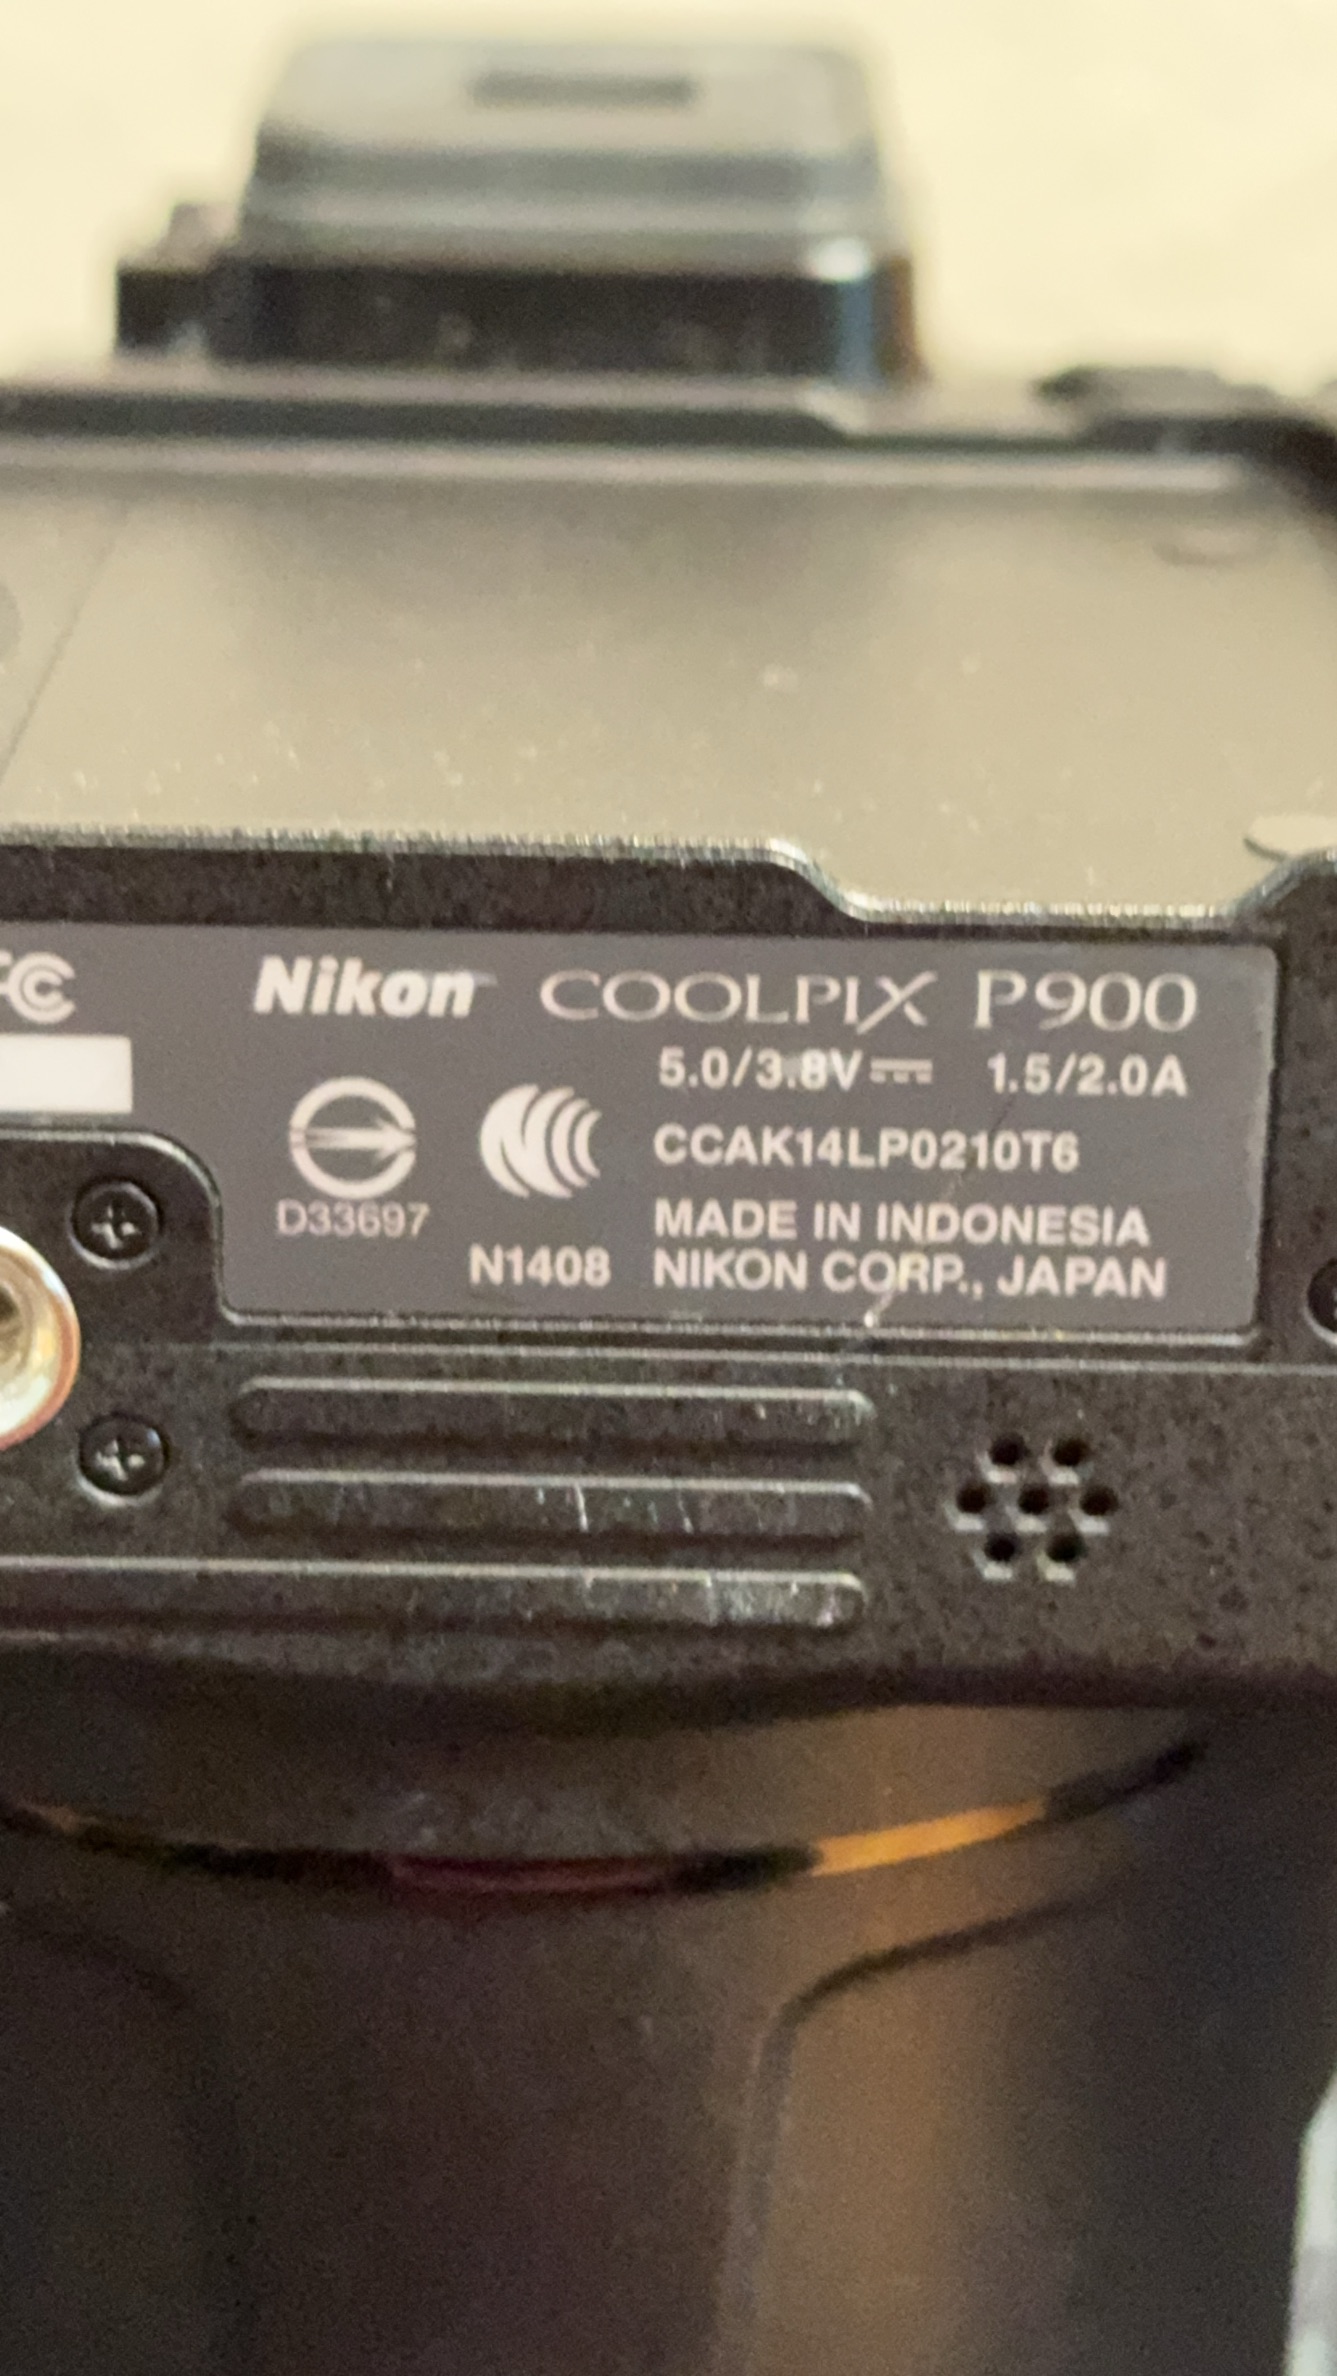 FC
Nikon COOLPIX P900
5.0/3.8V 1.5/2.0A
CCAK14LP0210T6
D33697
MADE IN INDONESIA
N1408 NIKON CORP., JAPAN